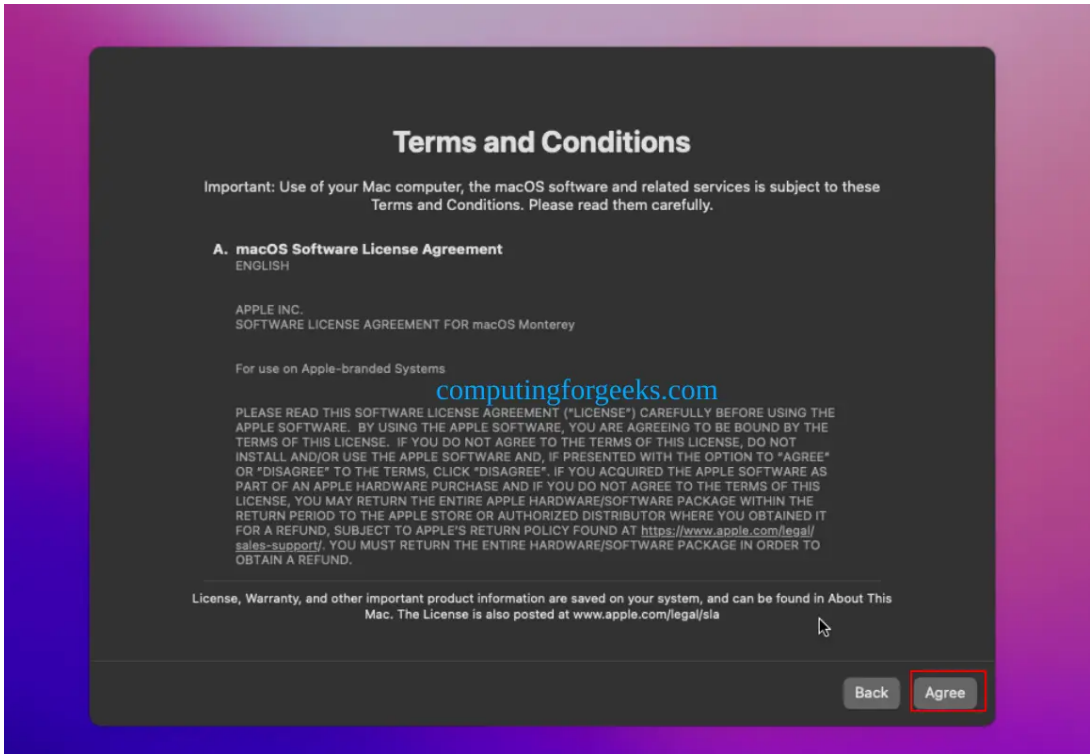 Terms and Conditions
Important: Use of your Mac computer, the macOS software and related services is subject to these
Terms and Conditions. Please read them carefully.
A. macOS Software License Agreement
ENGLISH
APPLE INC.
SOFTWARE LICENSE AGREEMENT FOR macOS Monterey
For use on Apple-branded Systems
computingforgeeks.com
PLEASE READ THIS SOFTWARE LICENSE AGREEMENT ("LICENSE") CAREFULLY BEFORE USING THE
APPLE SOFTWARE. BY USING THE APPLE SOFTWARE, YOU ARE AGREEING TO BE BOUND BY THE
TERMS OF THIS LICENSE. IF YOU DO NOT AGREE TO THE TERMS OF THIS LICENSE, DO NOT
INSTALL AND/OR USE THE APPLE SOFTWARE AND, IF PRESENTED WITH THE OPTION TO "AGREE"
OR "DISAGREE" TO THE TERMS, CLICK "DISAGREE". IF YOU ACQUIRED THE APPLE SOFTWARE AS
PART OF AN APPLE HARDWARE PURCHASE AND IF YOU DO NOT AGREE TO THE TERMS OF THIS
LICENSE, YOU MAY RETURN THE ENTIRE APPLE HARDWARE/SOFTWARE PACKAGE WITHIN THE
RETURN PERIOD TO THE APPLE STORE OR AUTHORIZED DISTRIBUTOR WHERE YOU OBTAINED IT
FOR A REFUND, SUBJECT TO APPLE'S RETURN POLICY FOUND AT https://www.apple.com/legal/
sales-support/. YOU MUST RETURN THE ENTIRE HARDWARE/SOFTWARE PACKAGE IN ORDER TO
OBTAIN A REFUND.
License, Warranty, and other important product information are saved on your system, and can be found in About This
Mac. The License is also posted at www.apple.com/legal/sla
Back
Agree